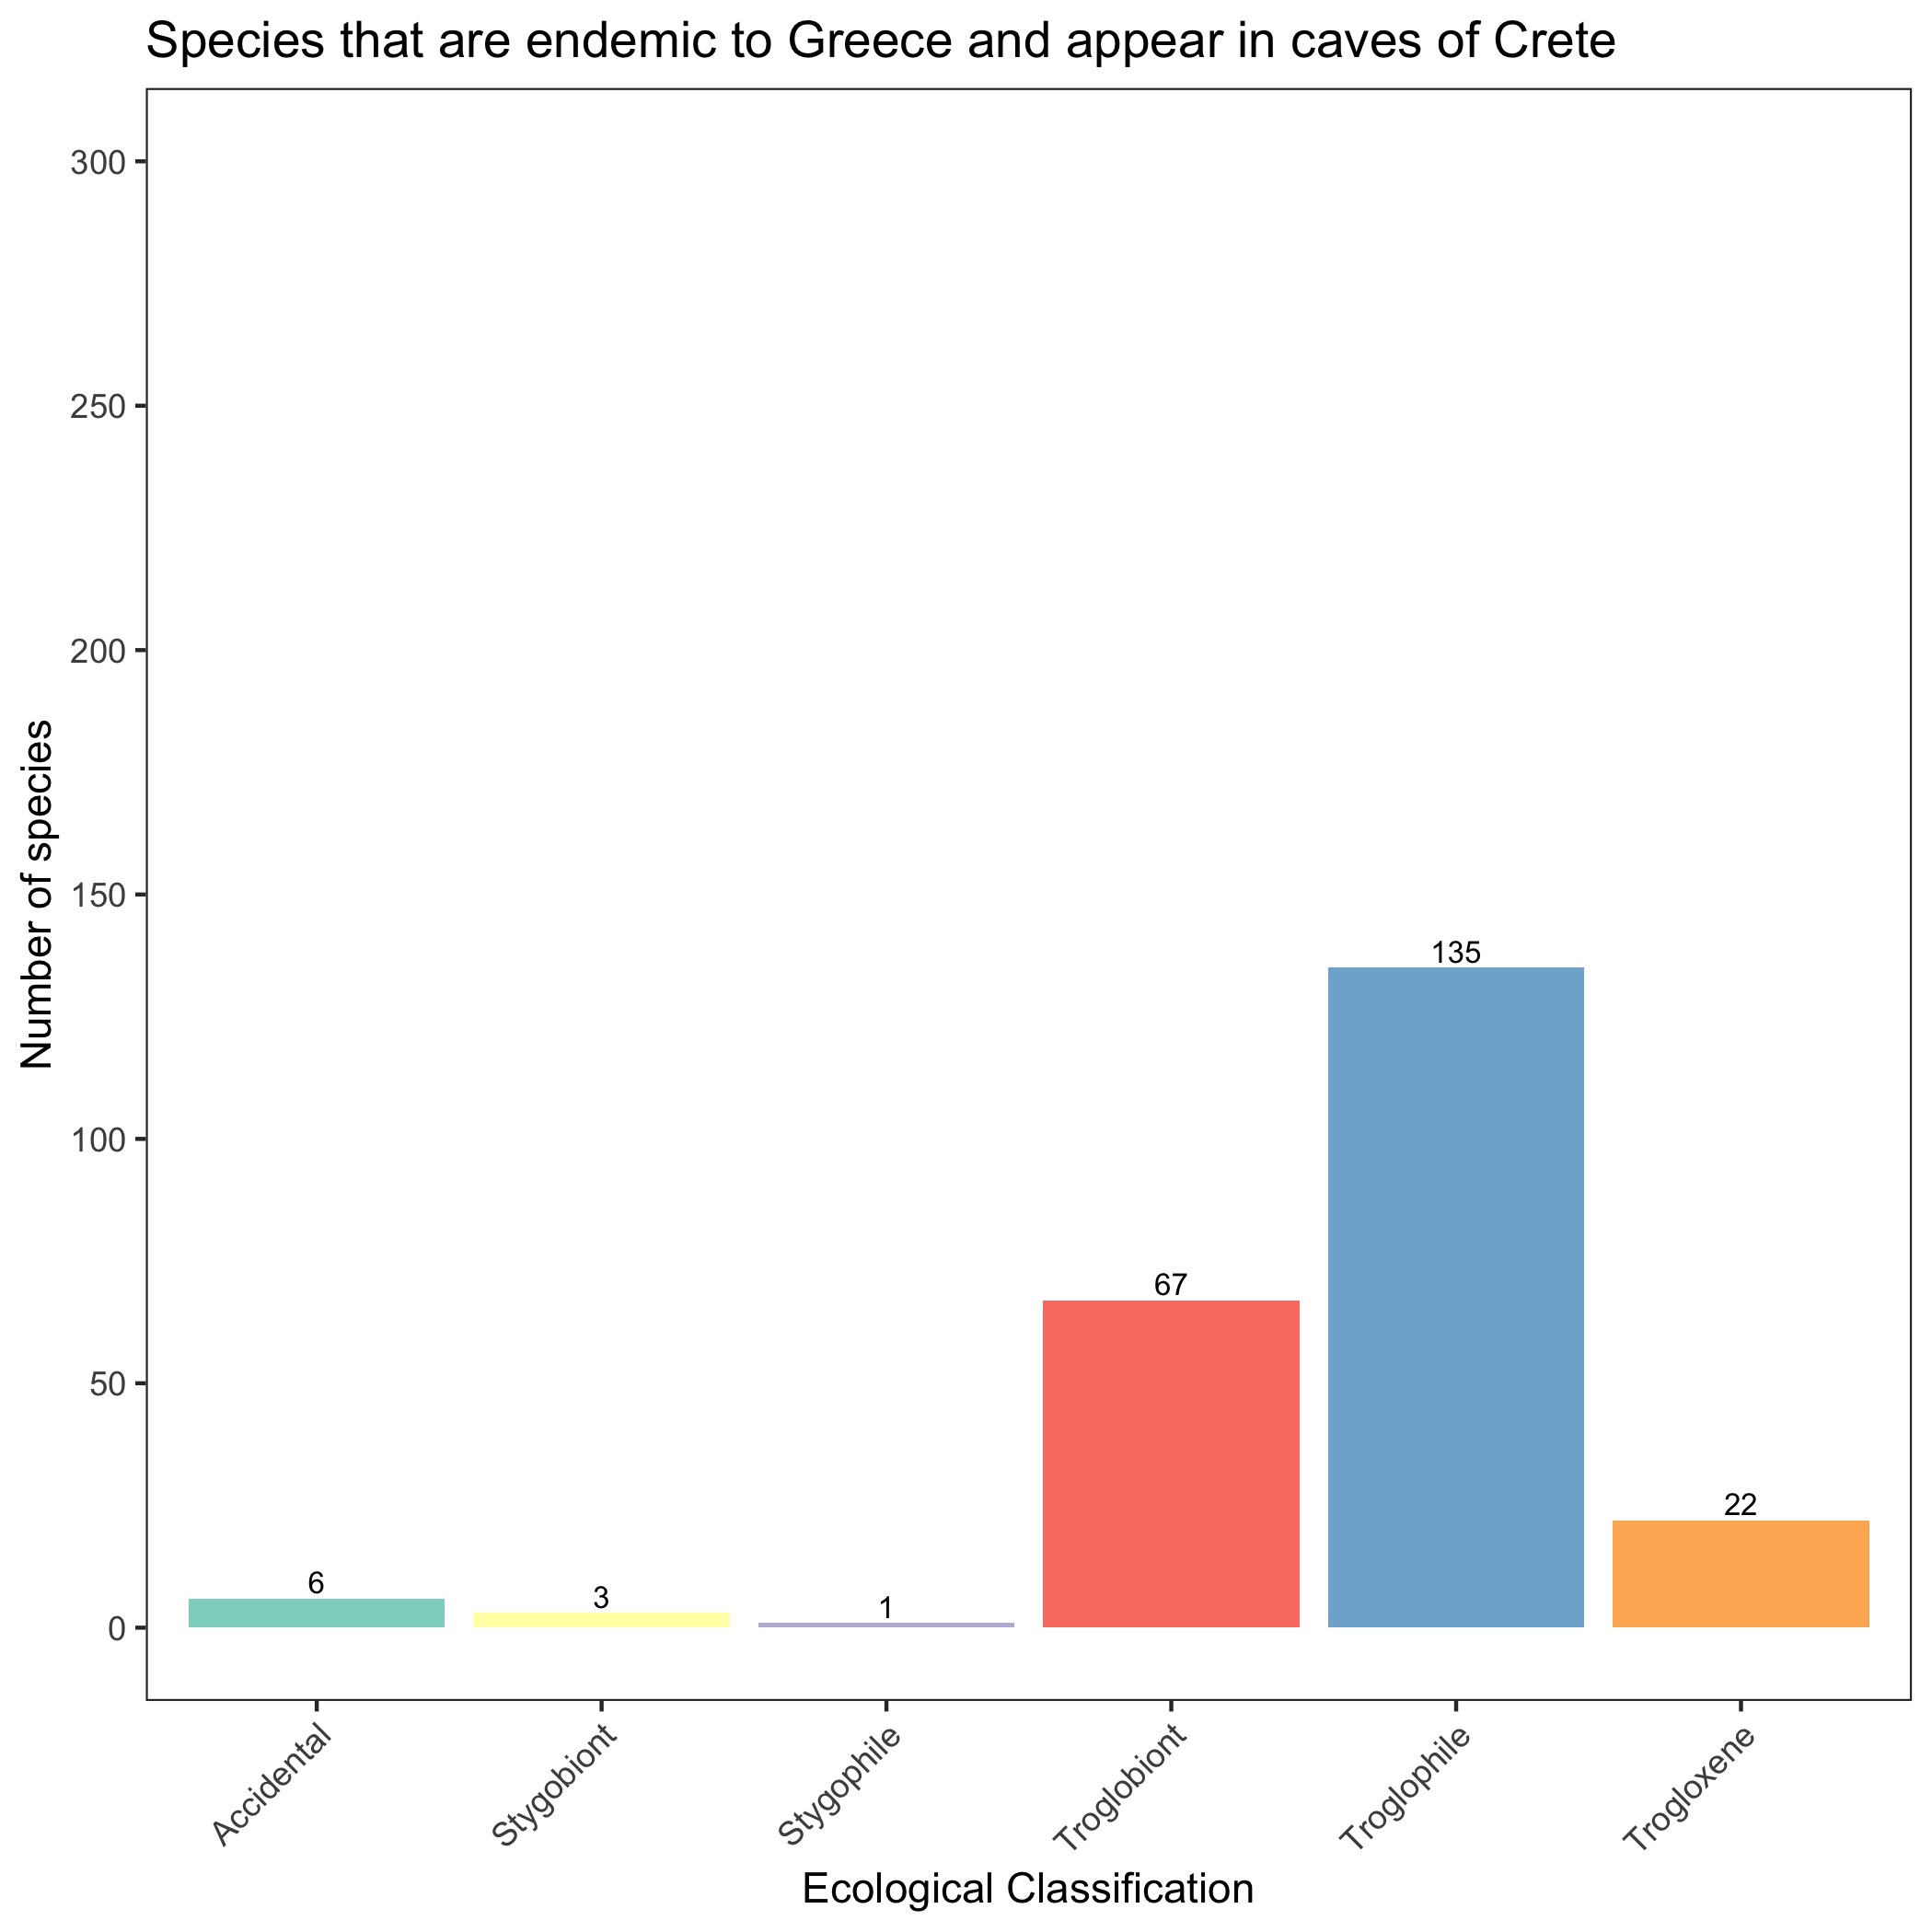 Species that are endemic to Greece and appear in caves of Crete
Number of species
300
250
200
150
100
50
0
6
3
1
67
135
22
Accidental
Stygobiont
Stygophile
Troglobiont
Troglophile
Trogloxene
Ecological Classification